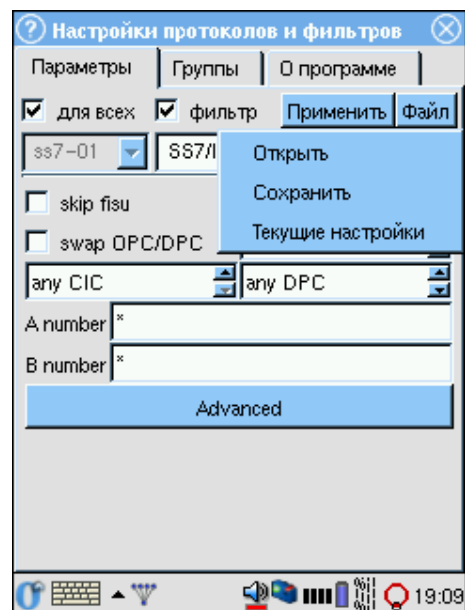 Настройки протоколов и фильтров
Параметры Группы О программе
для всех фильтр Применить Файл
ss7-01 SS7/I
Открыть
Сохранить
Текущие настройки
skip fisu
swap OPC/DPC
any CIC any DPC
A number *
B number *
Advanced
19:09